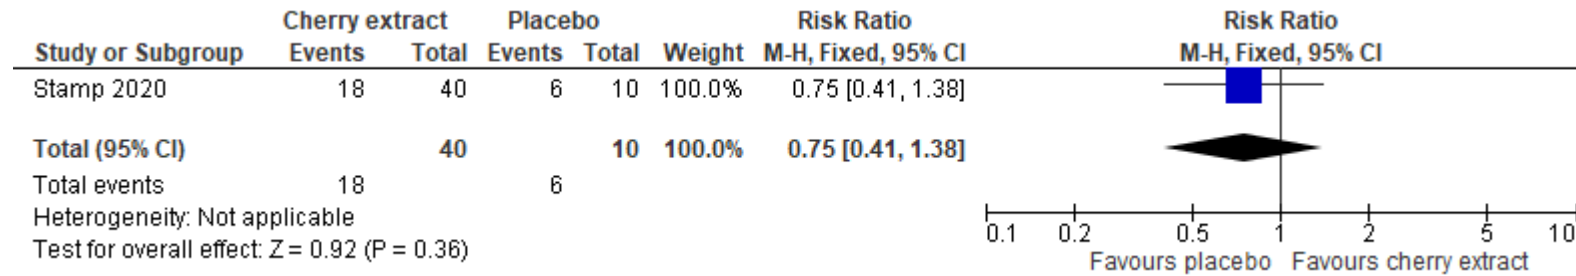 Cherry extract Placebo Risk Ratio Risk Ratio
Study or Subgroup Events Total Events Total Weight M-H, Fixed, 95% CI M-H, Fixed, 95% CI
Stamp 2020 18 40 6 10 100.0% 0.75 [0.41, 1.38]
Total (95% CI) 40 10 100.0% 0.75 [0.41, 1.38]
Total events 18 6
Heterogeneity: Not applicable
Test for overall effect: Z = 0.92 (P = 0.36)
0.1 0.2 0.5 1 2 5 10
Favours placebo Favours cherry extract